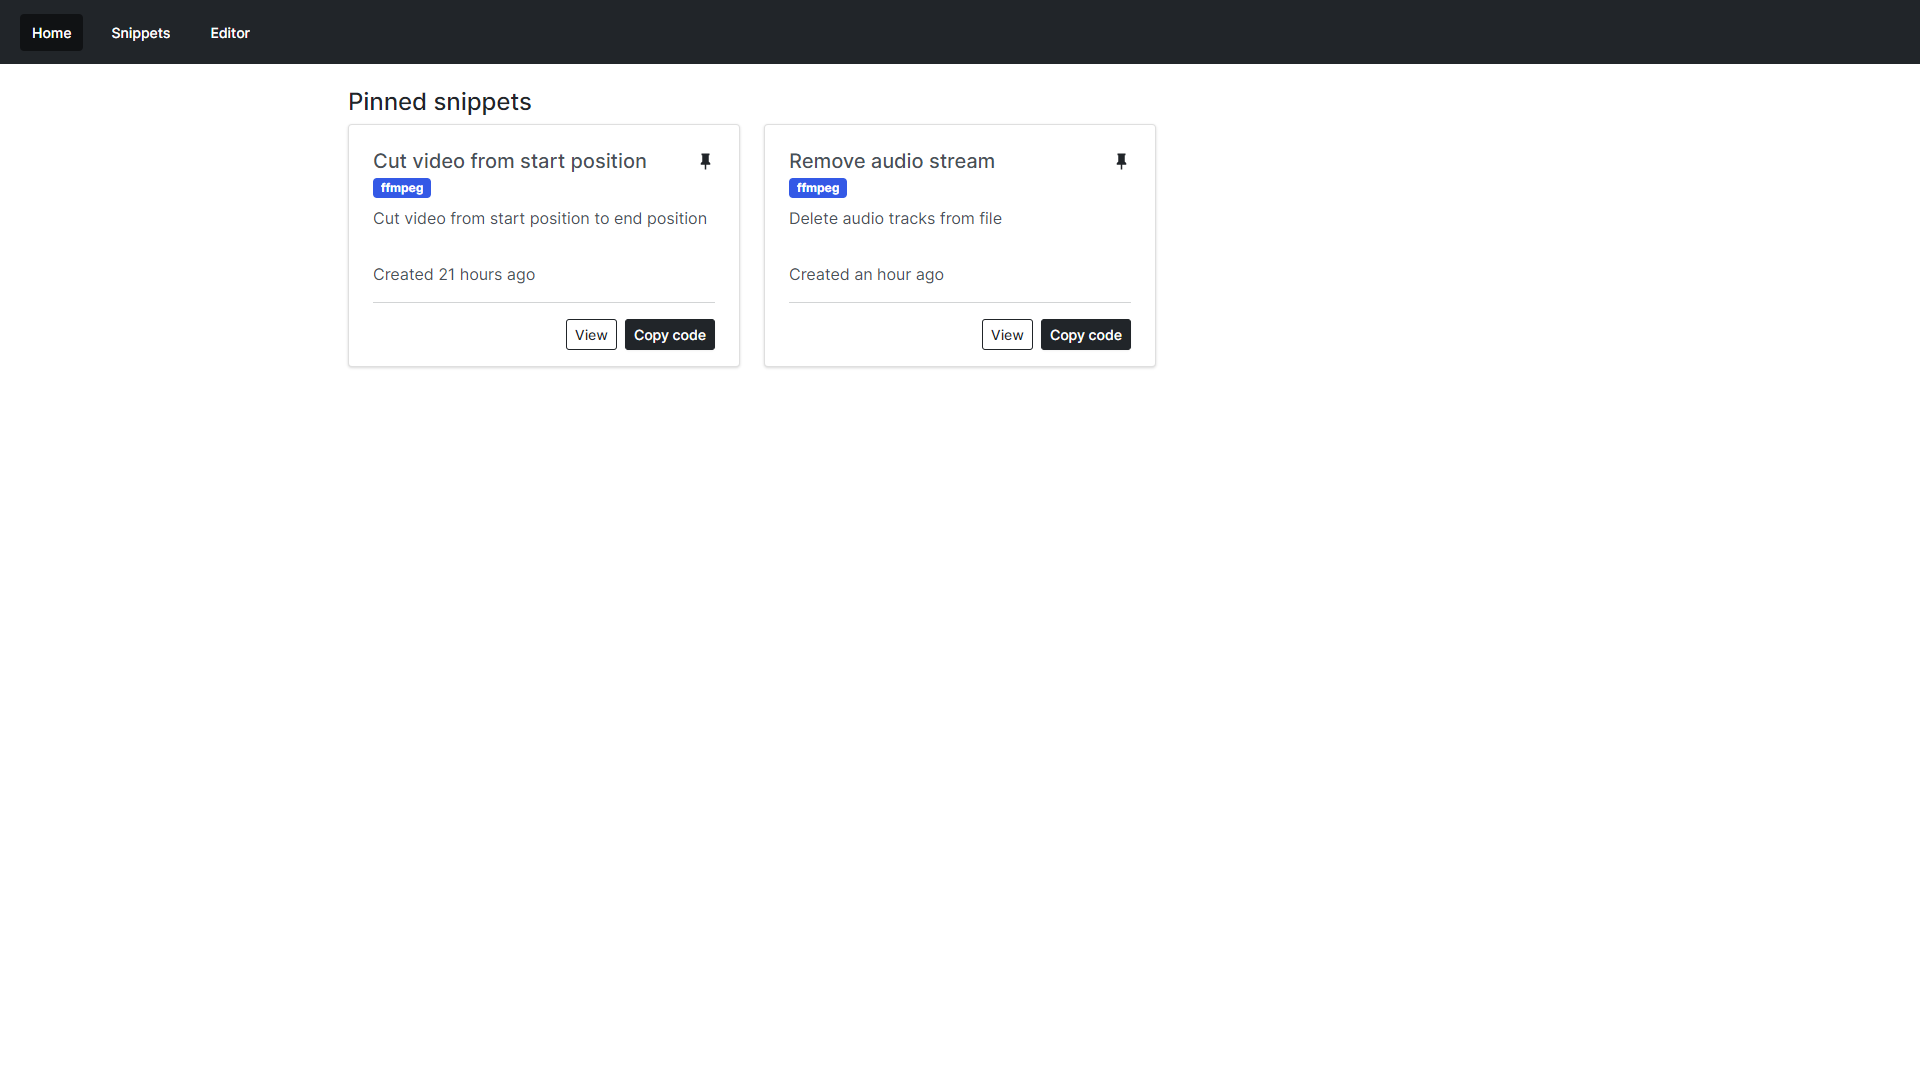 Home
Snippets
Editor
Pinned snippets
Cut video from start position
ffmpeg
Cut video from start position to end position
Created 21 hours ago
View
Copy code
Remove audio stream
ffmpeg
Delete audio tracks from file
Created an hour ago
View
Copy code